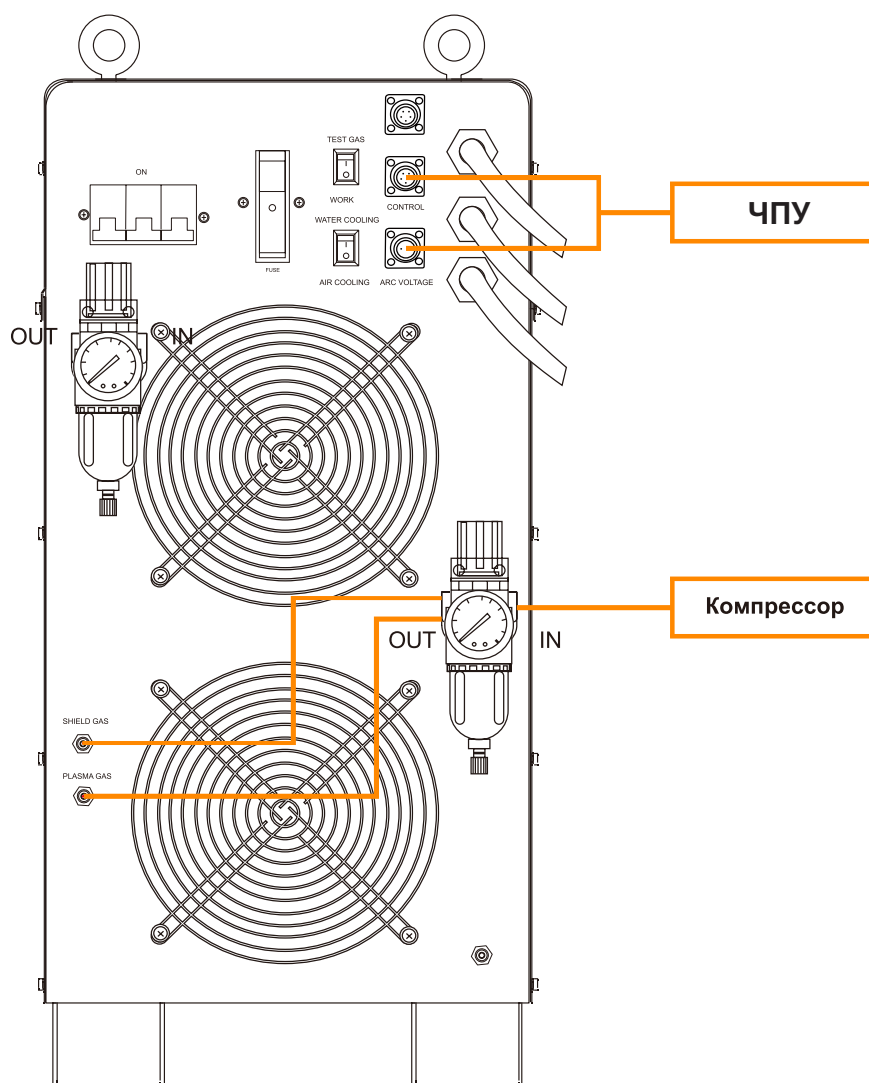 TEST GAS
ON
WORK
CONTROL
ЧПУ
WATER COOLING
FUSE
AIR COOLING
ARC VOLTAGE
OUT
IN
Компрессор
OUT
IN
SHIELD GAS
PLASMA GAS